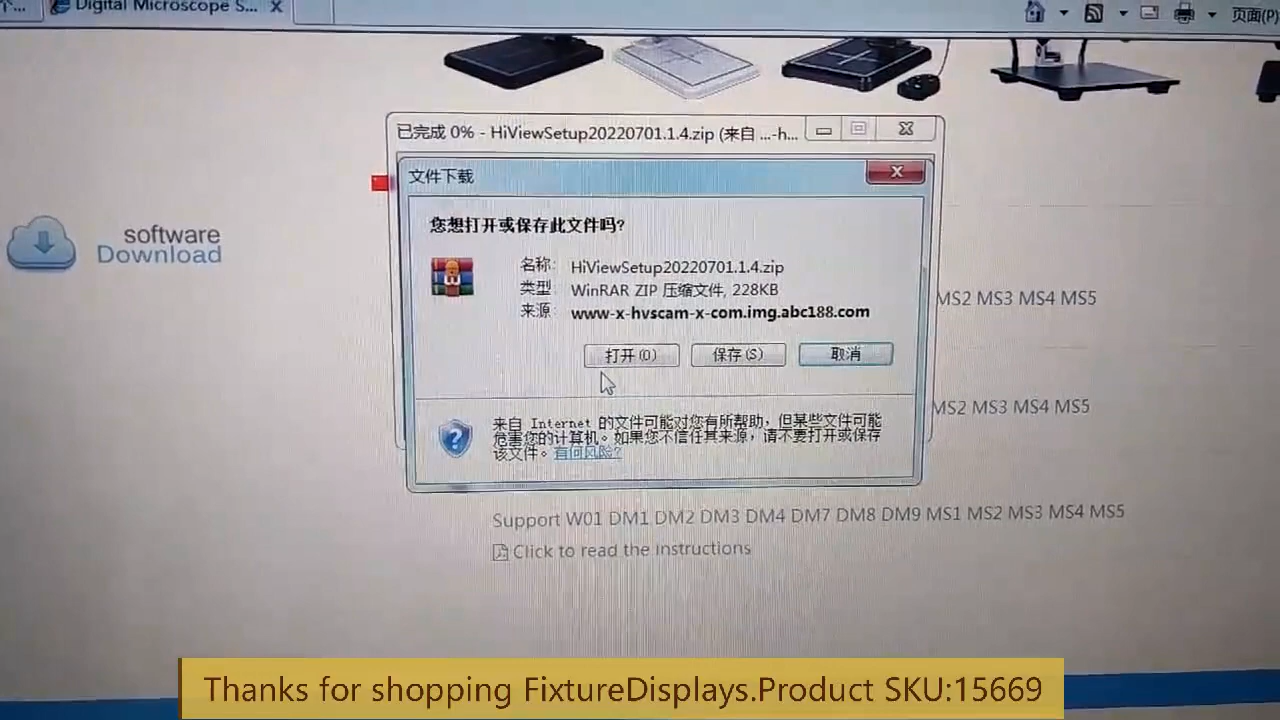 个...
Digital Microscope S...
页面(P)
已完成 0% - HiViewSetup20220701.1.4.zip (来自 ...-h...
文件下载
您想打开或保存此文件吗?
名称: HiViewSetup20220701.1.4.zip
类型: WinRAR ZIP 压缩文件, 228KB
来源: www-x-hvscam-x-com.img.abc188.com
打开(O) 保存(S) 取消
来自 Internet 的文件可能对您有所帮助，但某些文件可能
危害您的计算机。如果您不信任其来源，请不要打开或保存
该文件。有何风险?
software
Download
MS2 MS3 MS4 MS5
MS2 MS3 MS4 MS5
Support W01 DM1 DM2 DM3 DM4 DM7 DM8 DM9 MS1 MS2 MS3 MS4 MS5
Click to read the instructions
Thanks for shopping FixtureDisplays.Product SKU:15669